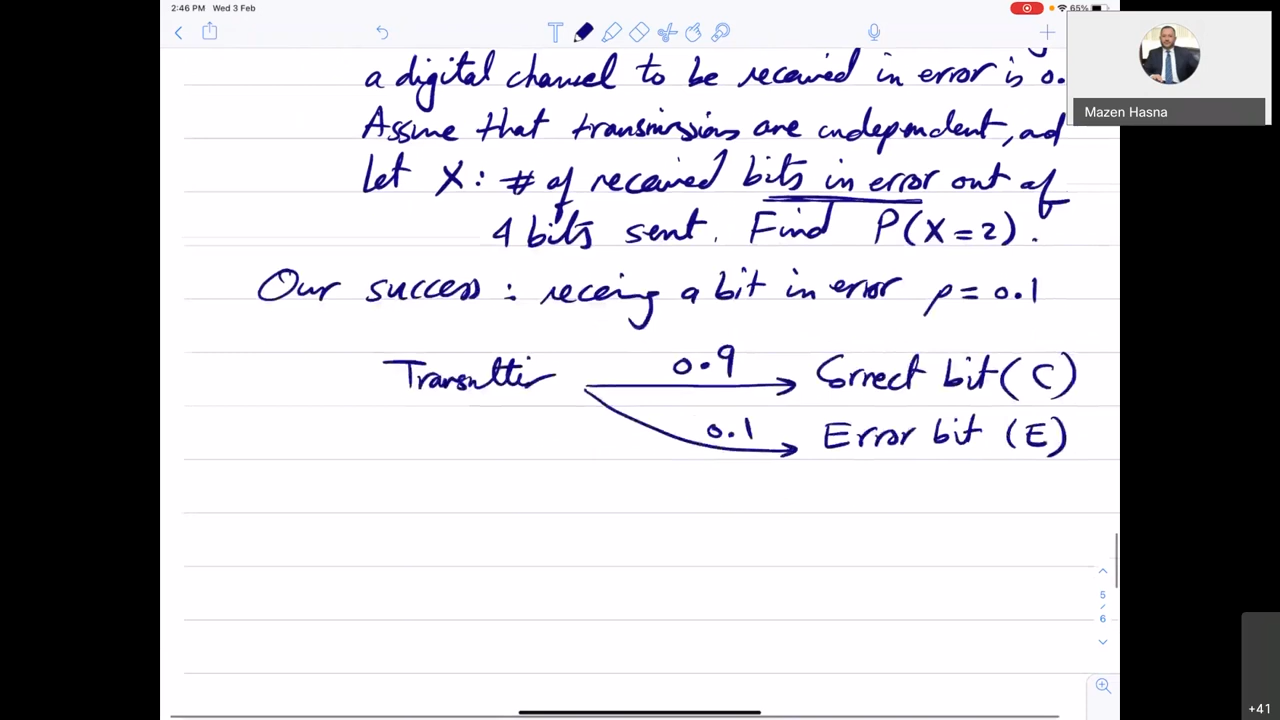 2:46 PM Wed 3 Feb
65%
a digital channel to be received in error is 0.
Mazen Hasna
Assume that transmissions are independent, and
let X: # of received bits in error out of
4 bits sent. Find P(X=2).
Our success : receing a bit in error p = 0.1
Transmitter 0.9 Correct bit (C)
0.1 Error bit (E)
5
/
6
+41